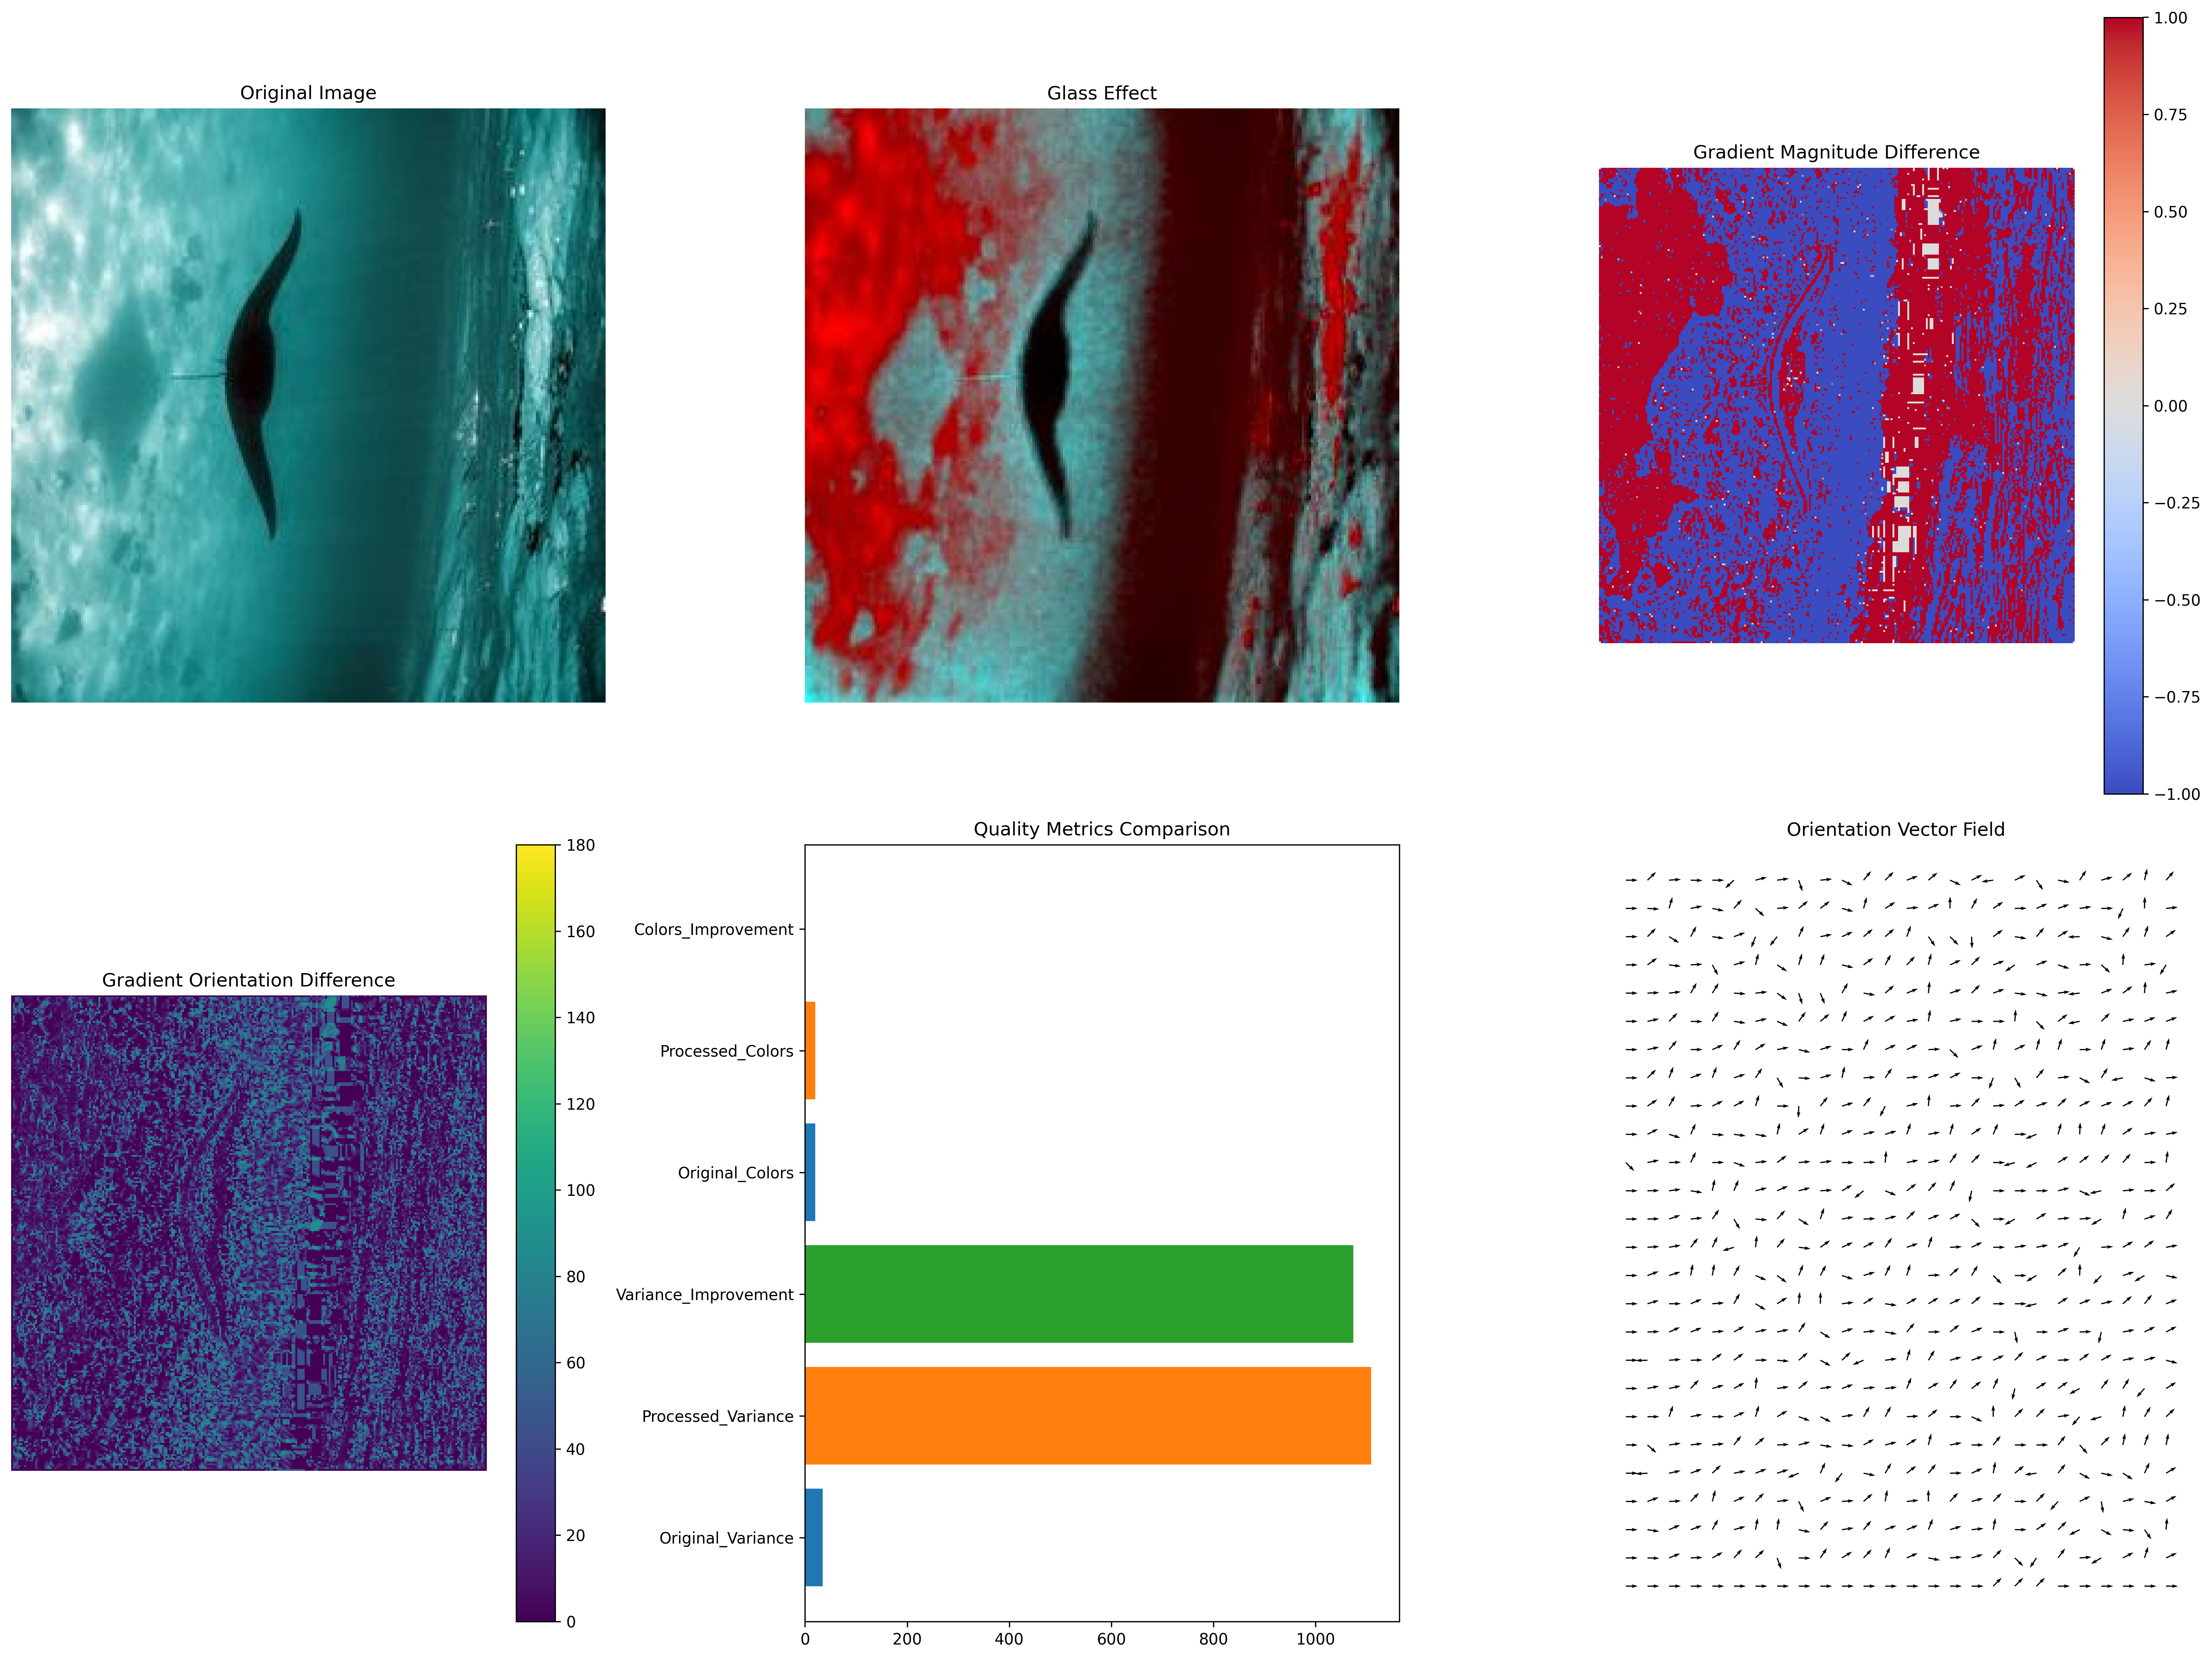 Original Image
Glass Effect
Gradient Magnitude Difference
1.00
0.75
0.50
0.25
0.00
−0.25
−0.50
−0.75
−1.00
Gradient Orientation Difference
180
160
140
120
100
80
60
40
20
0
Quality Metrics Comparison
Colors_Improvement
Processed_Colors
Original_Colors
Variance_Improvement
Processed_Variance
Original_Variance
0 200 400 600 800 1000
Orientation Vector Field